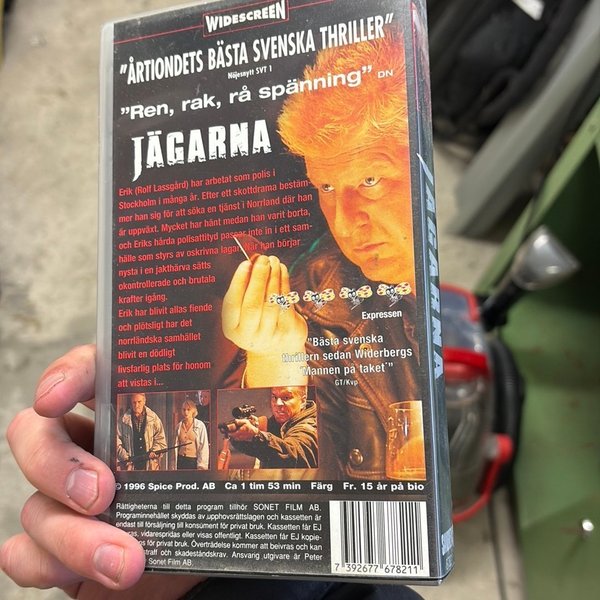 WIDESCREEN
"ÅRTIONDETS BÄSTA SVENSKA THRILLER"
Nöjesnytt SVT 1
"Ren, rak, rå spänning" DN
JÄGARNA
Erik (Rolf Lassgård) har arbetat som polis i
Stockholm i många år. Efter ett skottdrama bestäm-
mer han sig för att söka en tjänst i Norrland där han
är uppväxt. Mycket har hänt medan han varit borta,
och Eriks hårda polisattityd passar inte in i ett sam-
hälle som styrs av oskrivna lagar. När han börjar
nysta i en jakthärva sätts
okontrollerade och brutala
krafter igång.
Erik har blivit allas fiende
och plötsligt har det
norrländska samhället
blivit en dödligt
livsfarlig plats för honom
att vistas i...
Expressen
"Bästa svenska
thrillern sedan Widerbergs
'Mannen på taket'"
GT/Kvp
© 1996 Spice Prod. AB Ca 1 tim 53 min Färg Fr. 15 år på bio
Rättigheterna till detta program tillhör SONET FILM AB.
Programinnehållet skyddas av upphovsrättslagen och kassetten är
endast till försäljning till konsument för privat bruk. Kassetten får EJ
as, vidarespridas eller visas offentligt. Kassetten får EJ kopie-
ns för privat bruk. Överträdelse kommer att beivras och kan
traff och skadeståndskrav. Ansvarig utgivare är Peter
Sonet Film AB.
7 392677 678211
JÄGARNA